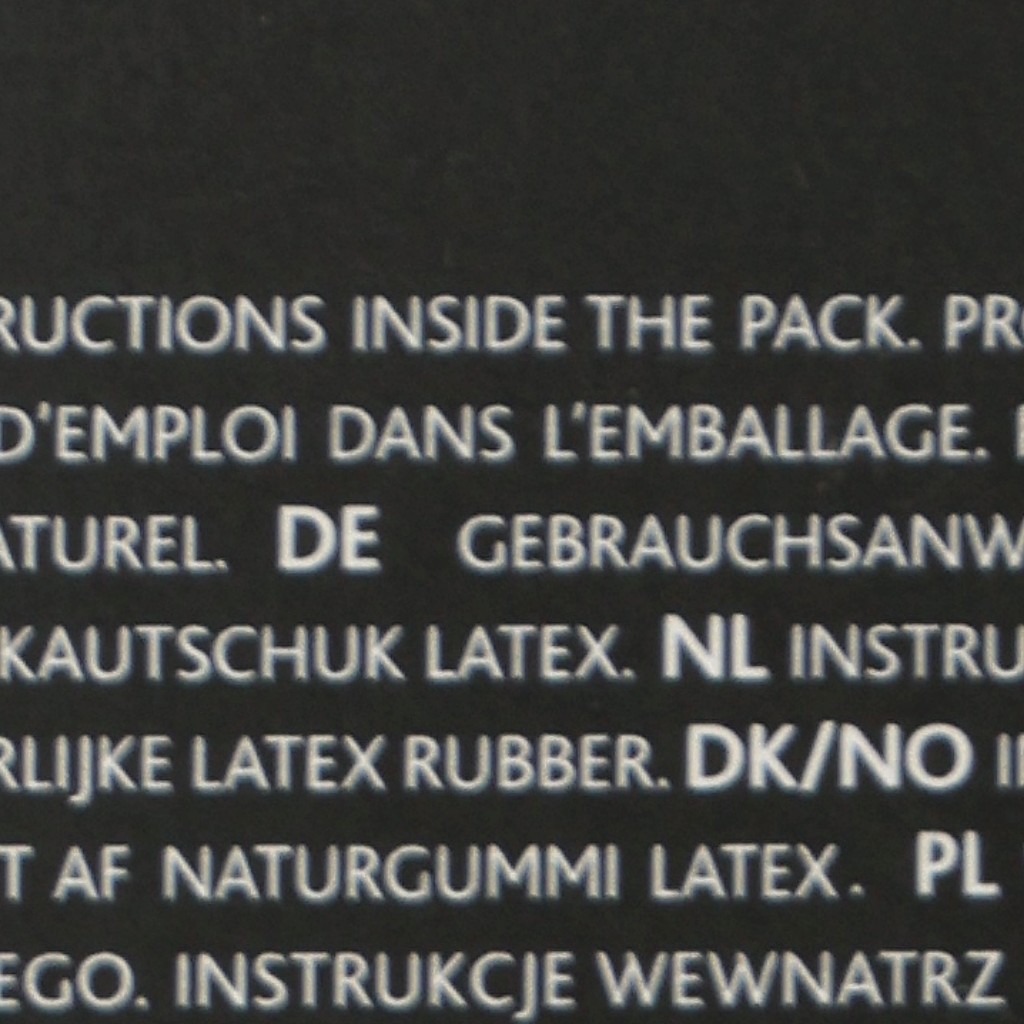 RUCTIONS INSIDE THE PACK. PR
D'EMPLOI DANS L'EMBALLAGE.
ATUREL. DE GEBRAUCHSANW
KAUTSCHUK LATEX. NL INSTRU
RLIJKE LATEX RUBBER. DK/NO
T AF NATURGUMMI LATEX. PL
EGO. INSTRUKCJE WEWNATRZ